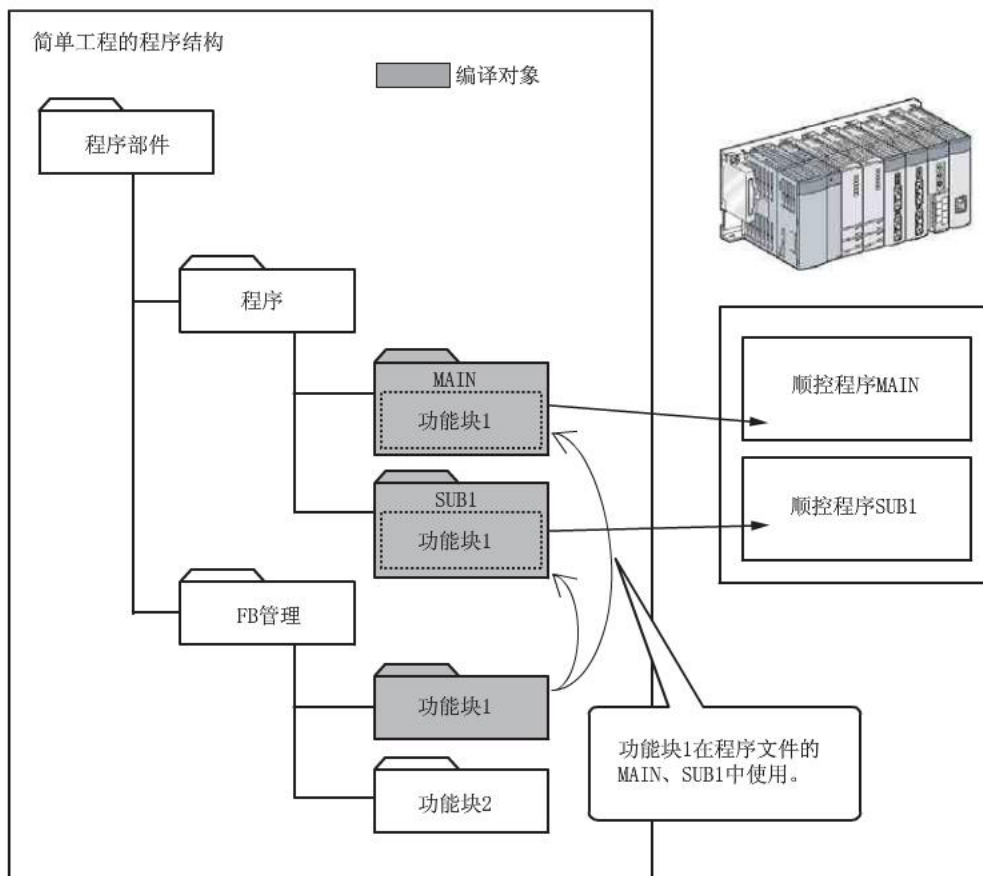 简单工程的程序结构
编译对象
程序部件
程序
MAIN
功能块1
顺控程序MAIN
SUB1
功能块1
顺控程序SUB1
FB管理
功能块1
功能块2
功能块1在程序文件的
MAIN、SUB1中使用。